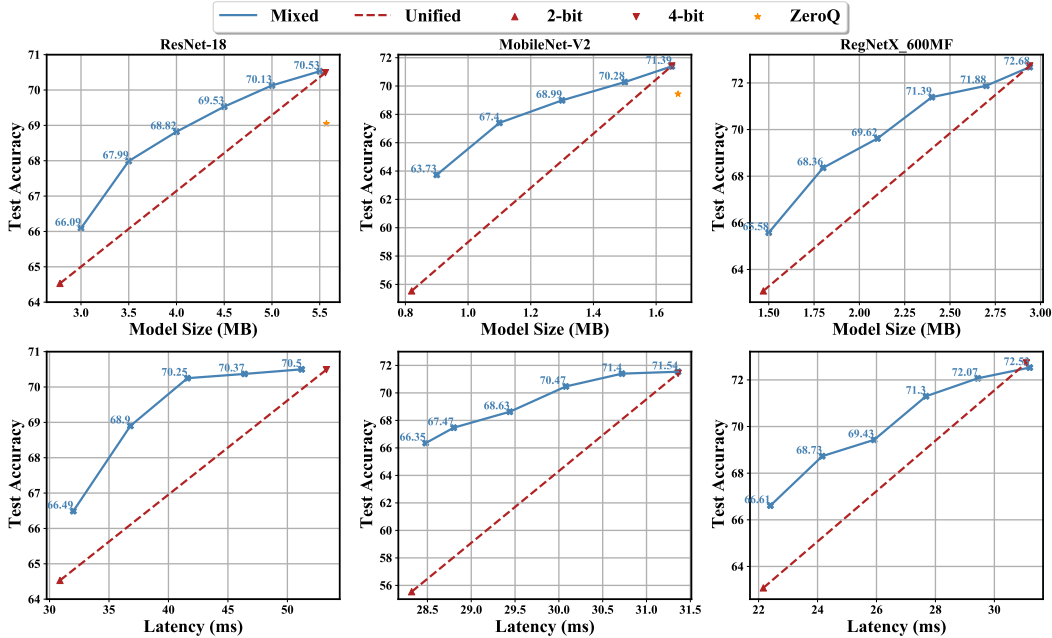 Mixed Unified 2-bit 4-bit ZeroQ
ResNet-18 MobileNet-V2 RegNetX_600MF
Test Accuracy
71
70
69
68
67
66
65
64
66.09 67.99 68.82 69.53 70.13 70.53
3.0 3.5 4.0 4.5 5.0 5.5
Model Size (MB)
Test Accuracy
72
70
68
66
64
62
60
58
56
63.73 67.4 68.99 70.28 71.39
0.8 1.0 1.2 1.4 1.6
Model Size (MB)
Test Accuracy
72
70
68
66
64
65.58 68.36 69.62 71.39 71.88 72.68
1.50 1.75 2.00 2.25 2.50 2.75 3.00
Model Size (MB)
Test Accuracy
71
70
69
68
67
66
65
64
66.49 68.9 70.25 70.37 70.5
30 35 40 45 50
Latency (ms)
Test Accuracy
72
70
68
66
64
62
60
58
56
66.35 67.47 68.63 70.47 71.4 71.54
28.5 29.0 29.5 30.0 30.5 31.0 31.5
Latency (ms)
Test Accuracy
72
70
68
66
64
66.61 68.73 69.43 71.3 72.07
22 24 26 28 30
Latency (ms)